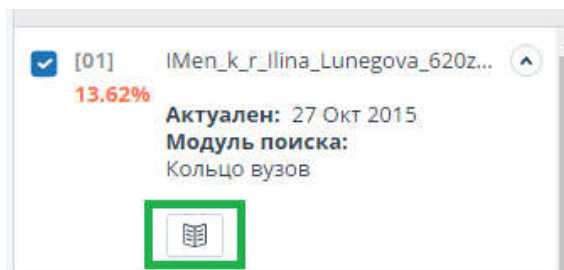 [01] IMen_k_r_Ilina_Lunegova_620z...
13.62%
Актуален: 27 Окт 2015
Модуль поиска:
Кольцо вузов